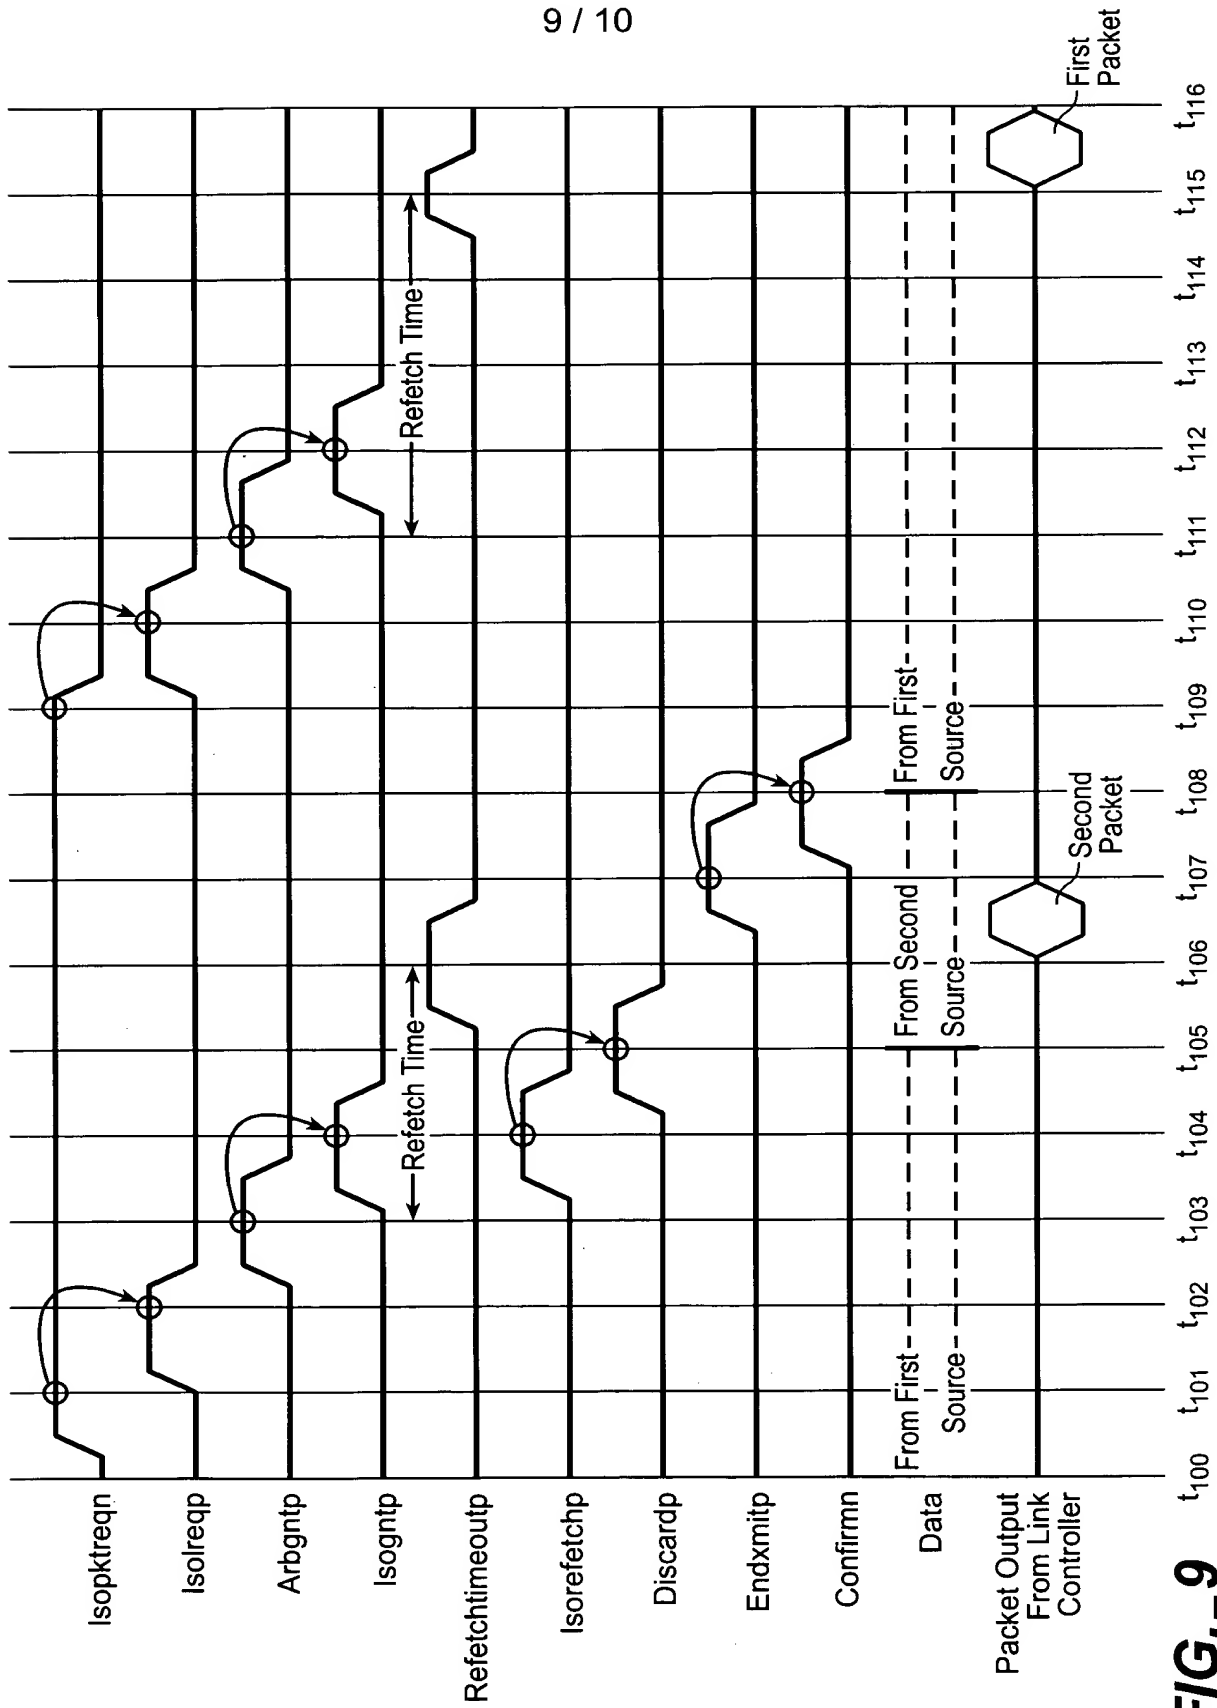 9 / 10
Isopktreqn
Isolreqp
Arbgntp
Isogntp
Refetch Time
Refetch Time
Refetchtimeoutp
Isorefetchp
Discardp
Endxmitp
Confirmn
Data
From First
Source
From Second
Source
From First
Source
Packet Output
From Link
Controller
Second
Packet
First
Packet
t100
t101
t102
t103
t104
t105
t106
t107
t108
t109
t110
t111
t112
t113
t114
t115
t116
FIG._9